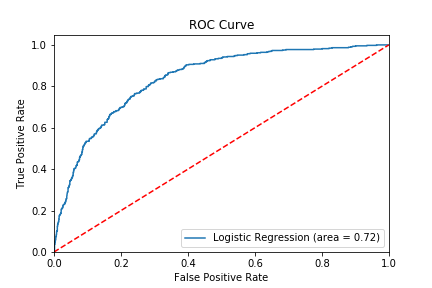 ROC Curve
1.0
0.8
0.6
0.4
0.2
0.0
True Positive Rate
Logistic Regression (area = 0.72)
0.0 0.2 0.4 0.6 0.8 1.0
False Positive Rate